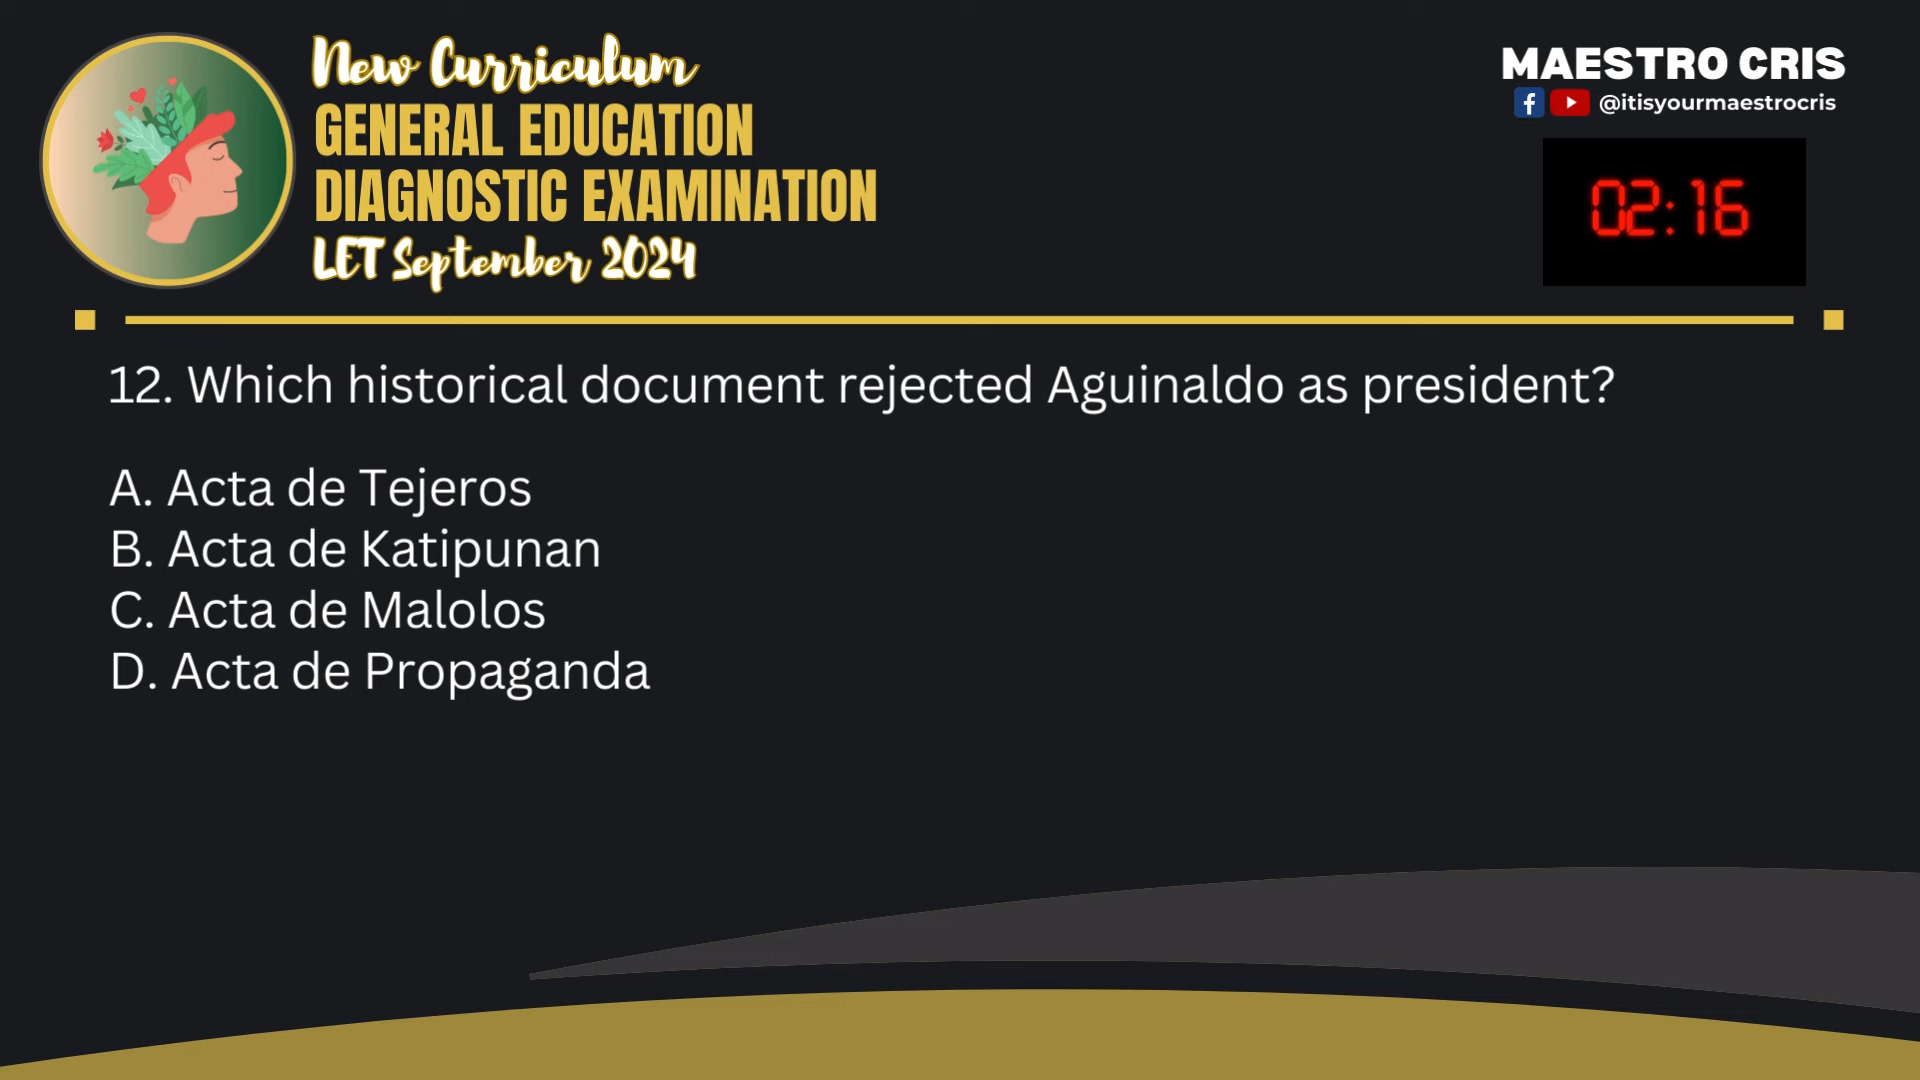 New Curriculum
GENERAL EDUCATION
DIAGNOSTIC EXAMINATION
LET September 2024
MAESTRO CRIS
@itisyourmaestrocris
02:16
12. Which historical document rejected Aguinaldo as president?
A. Acta de Tejeros
B. Acta de Katipunan
C. Acta de Malolos
D. Acta de Propaganda